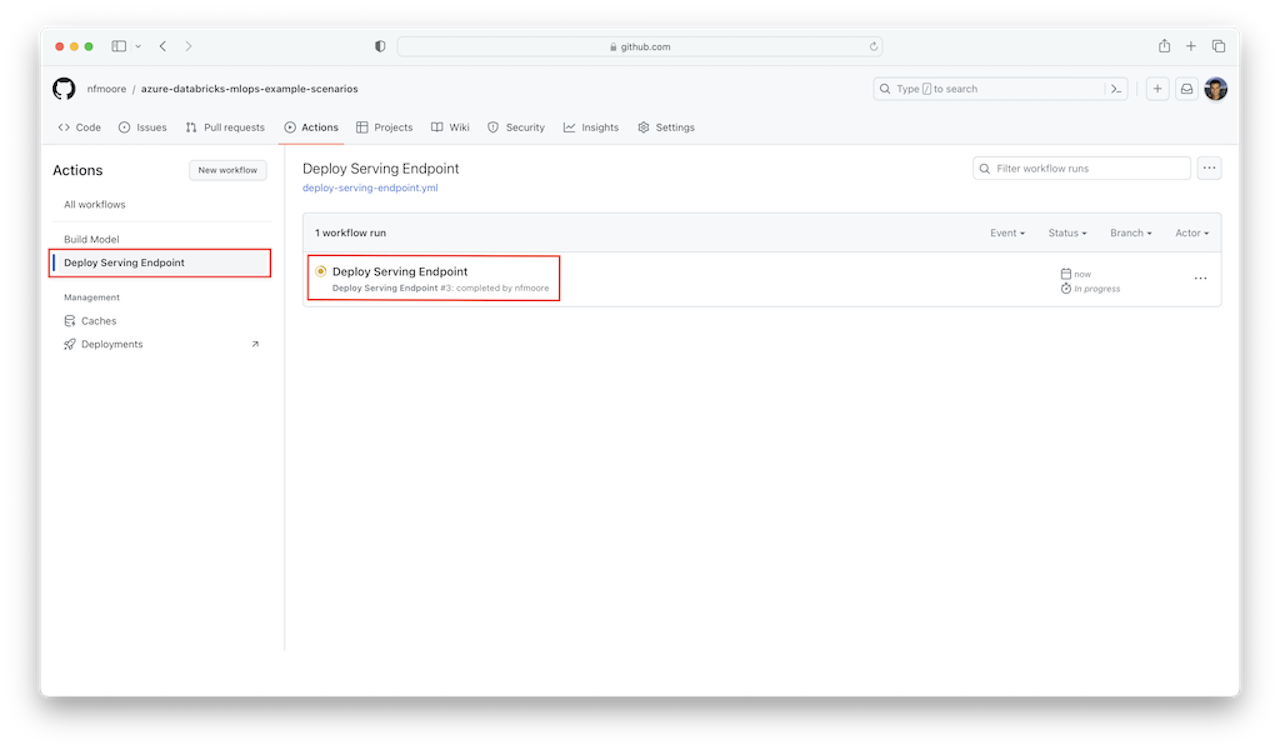 github.com
nfmoore / azure-databricks-mlops-example-scenarios
Type / to search
Code Issues Pull requests Actions Projects Wiki Security Insights Settings
Actions
New workflow
All workflows
Build Model
Deploy Serving Endpoint
Management
Caches
Deployments
Deploy Serving Endpoint
deploy-serving-endpoint.yml
Filter workflow runs
1 workflow run
Event Status Branch Actor
Deploy Serving Endpoint
Deploy Serving Endpoint #3: completed by nfmoore
now
In progress